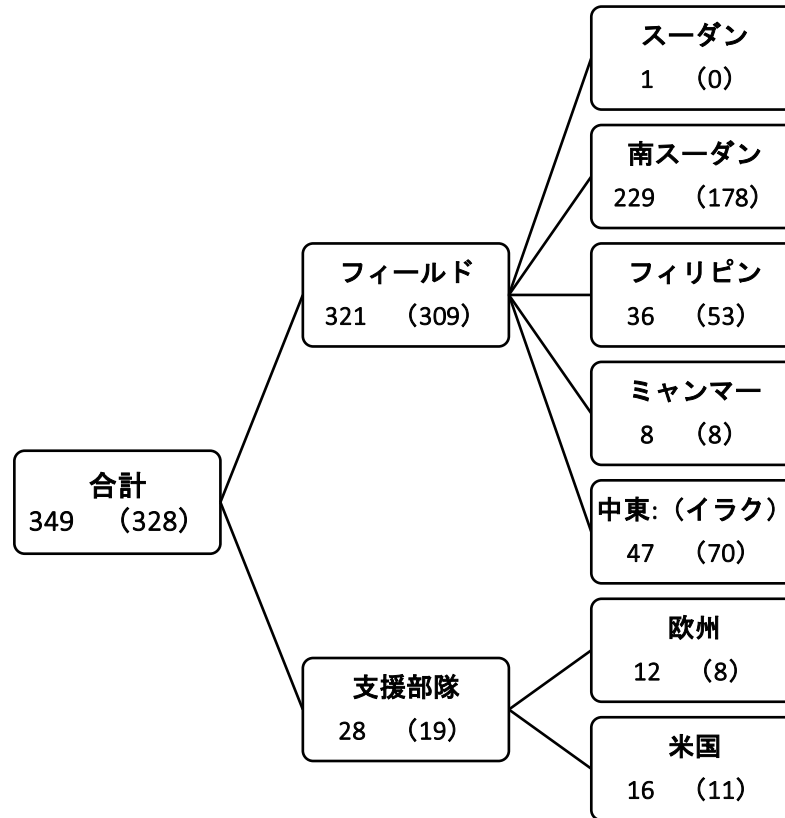 スーダン
1 （0）
南スーダン
229 （178）
フィールド
321 （309）
フィリピン
36 （53）
ミャンマー
8 （8）
合計
349 （328）
中東:（イラク）
47 （70）
欧州
12 （8）
支援部隊
28 （19）
米国
16 （11）